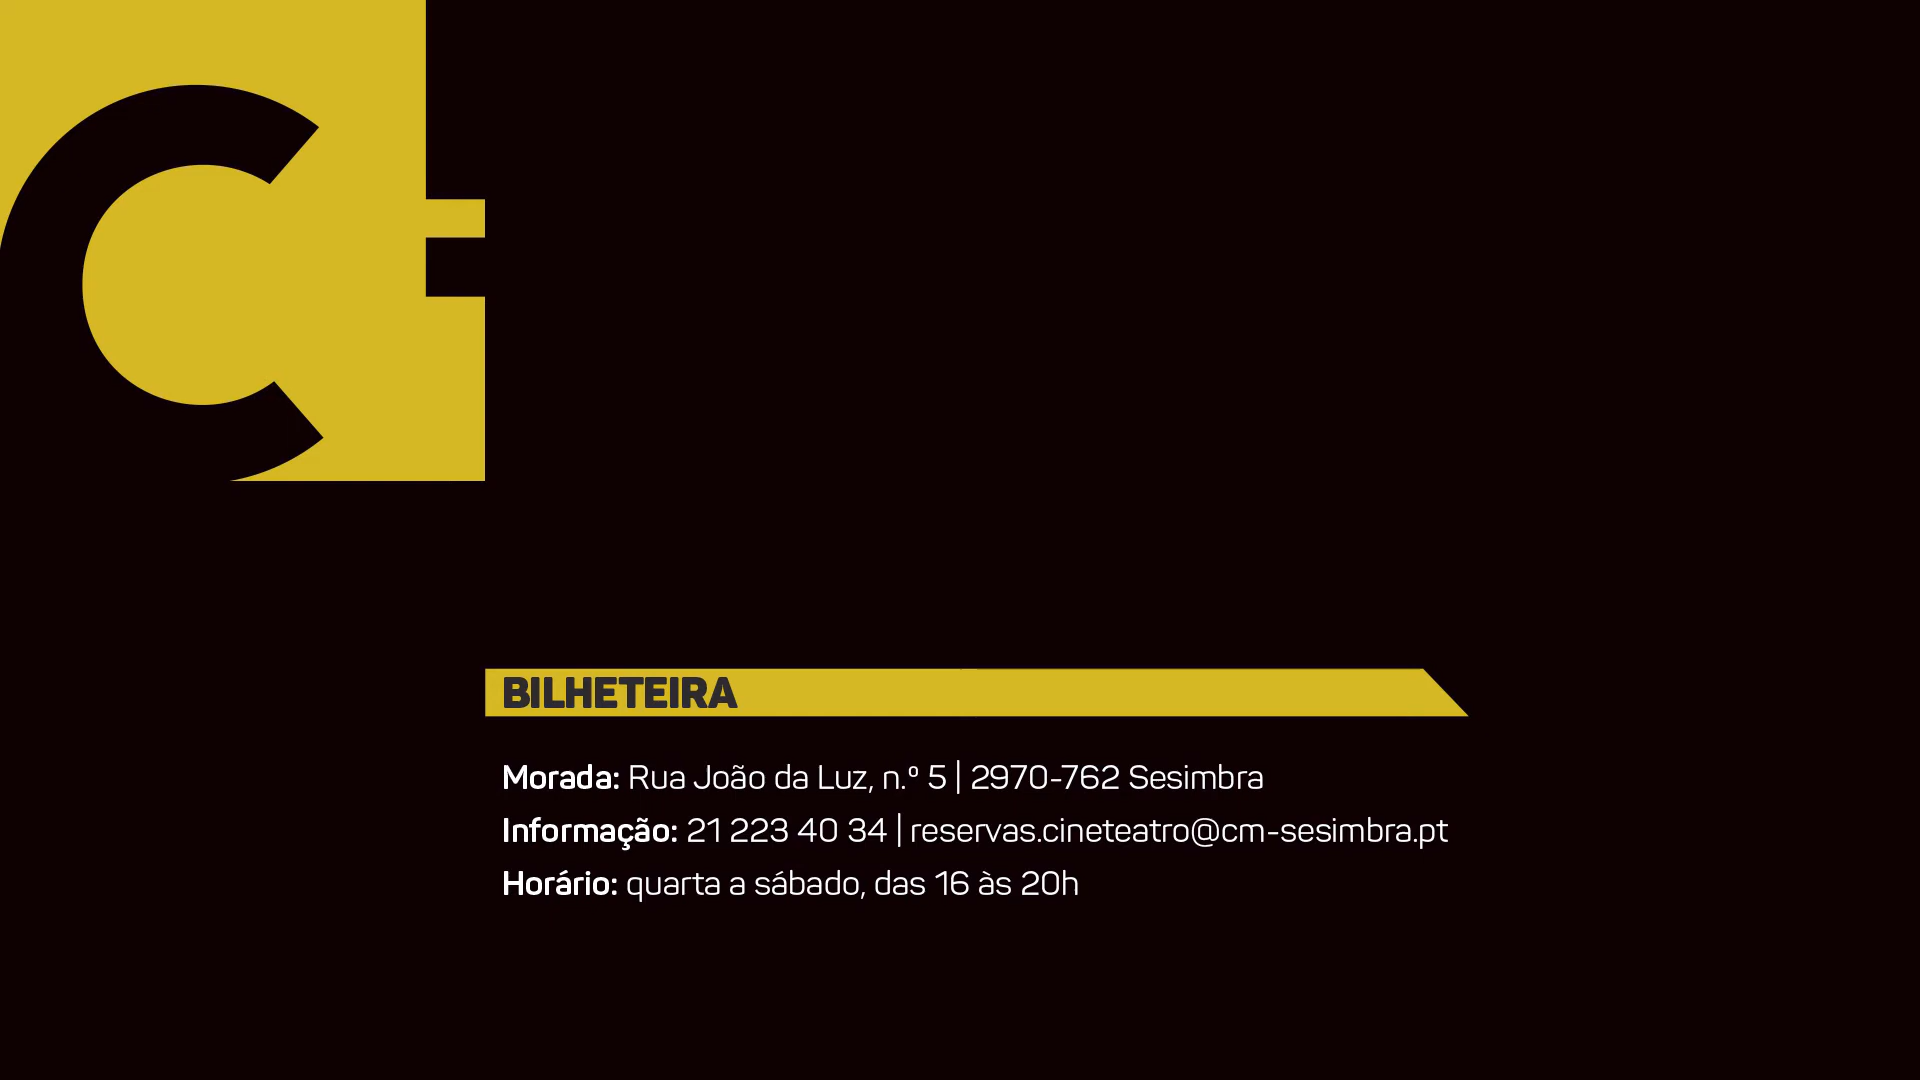 BILHETEIRA
Morada: Rua João da Luz, n.º 5 | 2970-762 Sesimbra
Informação: 21 223 40 34 | reservas.cineteatro@cm-sesimbra.pt
Horário: quarta a sábado, das 16 às 20h